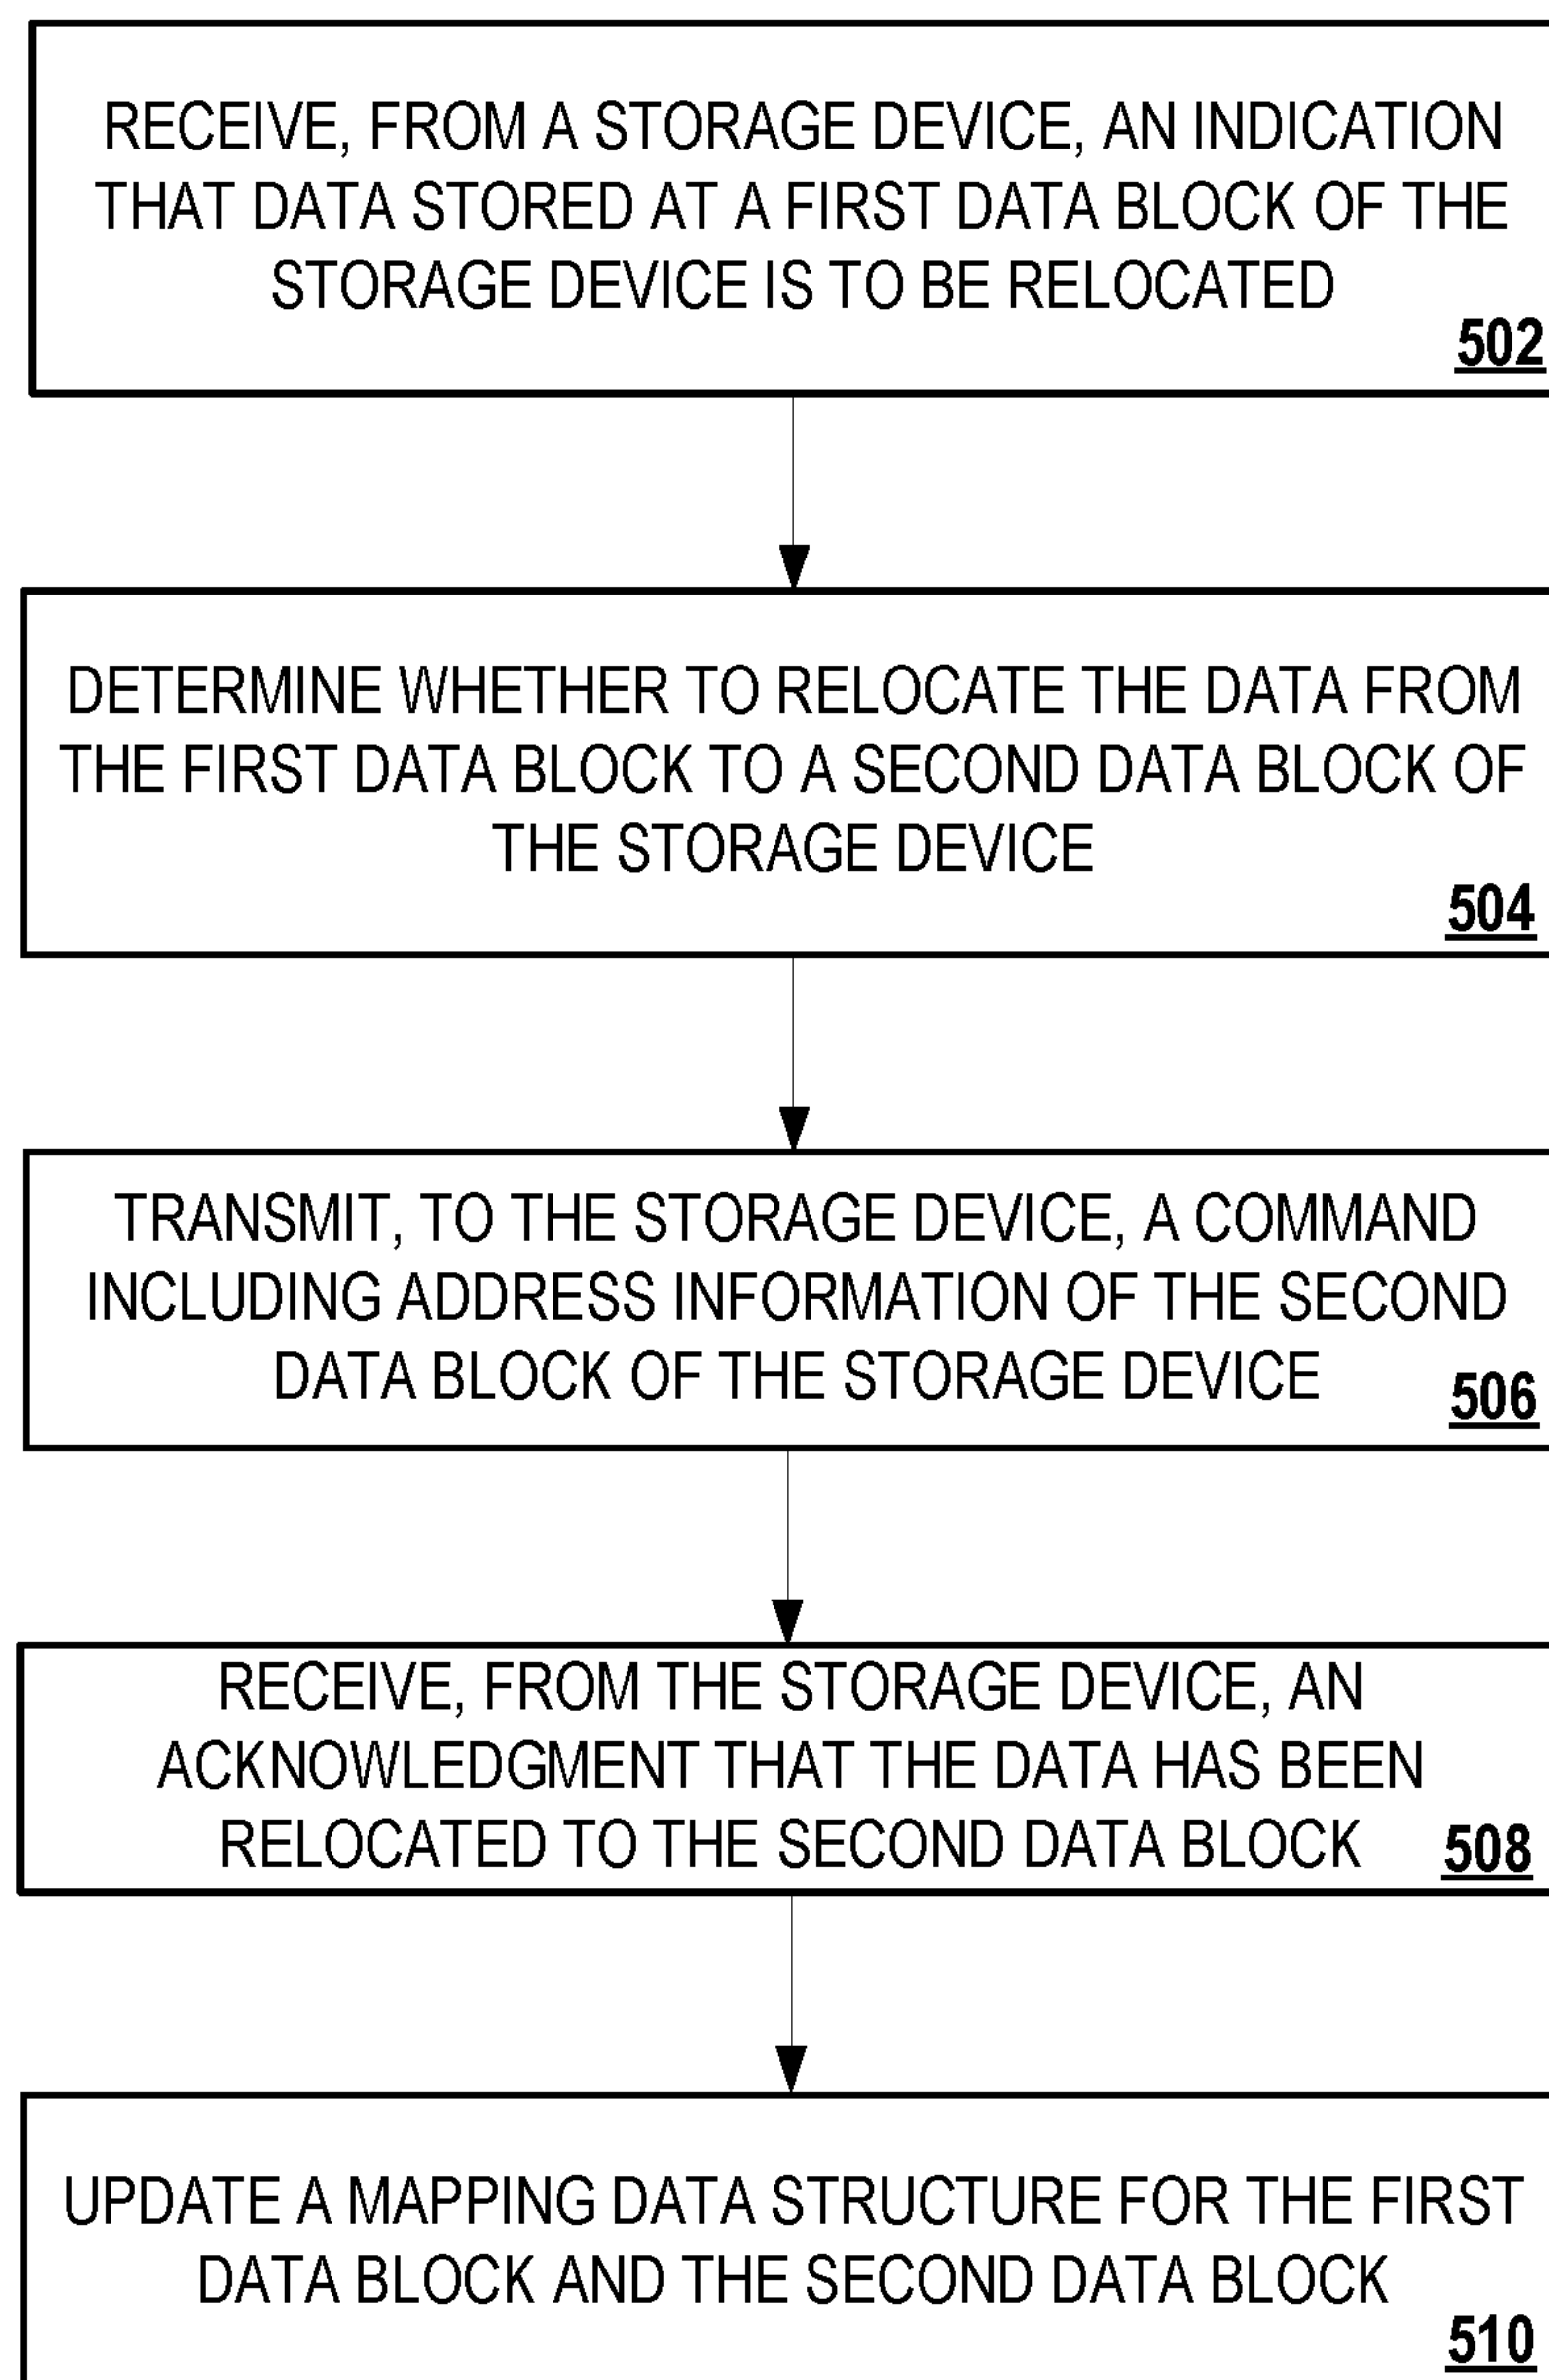 RECEIVE, FROM A STORAGE DEVICE, AN INDICATION
THAT DATA STORED AT A FIRST DATA BLOCK OF THE
STORAGE DEVICE IS TO BE RELOCATED
502
DETERMINE WHETHER TO RELOCATE THE DATA FROM
THE FIRST DATA BLOCK TO A SECOND DATA BLOCK OF
THE STORAGE DEVICE
504
TRANSMIT, TO THE STORAGE DEVICE, A COMMAND
INCLUDING ADDRESS INFORMATION OF THE SECOND
DATA BLOCK OF THE STORAGE DEVICE
506
RECEIVE, FROM THE STORAGE DEVICE, AN
ACKNOWLEDGMENT THAT THE DATA HAS BEEN
RELOCATED TO THE SECOND DATA BLOCK
508
UPDATE A MAPPING DATA STRUCTURE FOR THE FIRST
DATA BLOCK AND THE SECOND DATA BLOCK
510